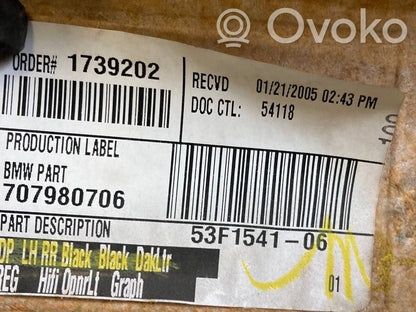 Ovoko
ORDER# 1739202
RECVD 01/21/2005 02:43 PM
DOC CTL: 54118
100
PRODUCTION LABEL
BMW PART
707980706
PART DESCRIPTION
53F1541-06
LH RR Black Black DakLtr
REG Hifi OpnrLt Graph
01